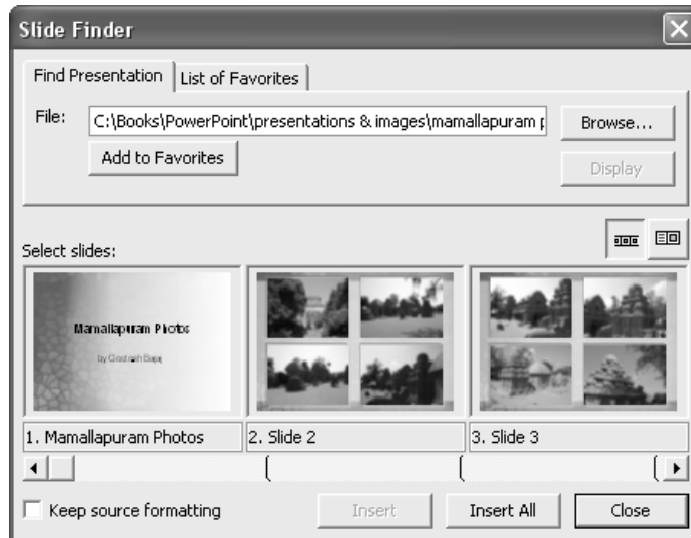 Slide Finder
Find Presentation
List of Favorites
File:
C:\Books\PowerPoint\presentations & images\mamallapuram p
Browse...
Add to Favorites
Display
Select slides:
Mamallapuram Photos
by
1. Mamallapuram Photos
2. Slide 2
3. Slide 3
Keep source formatting
Insert
Insert All
Close